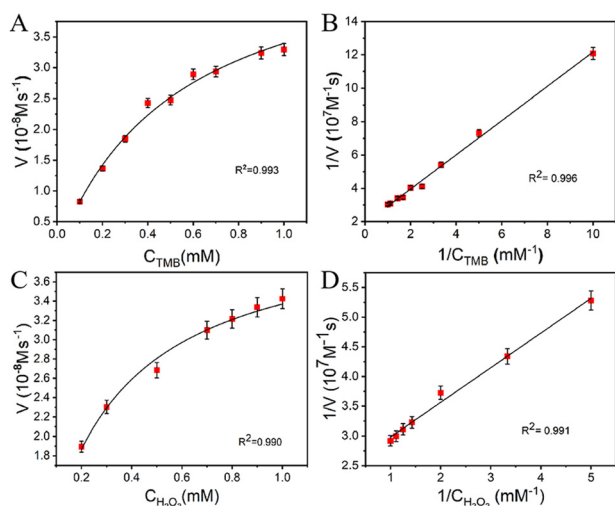 A
V (10⁻⁸Ms⁻¹)
3.5
3.0
2.5
2.0
1.5
1.0
0.5
R²=0.993
0.0 0.2 0.4 0.6 0.8 1.0
C_TMB(mM)
B
1/V (10⁷M⁻¹s)
14
12
10
8
6
4
2
R²= 0.996
0 2 4 6 8 10
1/C_TMB (mM⁻¹)
C
V (10⁻⁸Ms⁻¹)
3.6
3.4
3.2
3.0
2.8
2.6
2.4
2.2
2.0
1.8
R²=0.990
0.2 0.4 0.6 0.8 1.0
C_H₂O₂(mM)
D
1/V (10⁷M⁻¹s)
5.5
5.0
4.5
4.0
3.5
3.0
2.5
R²= 0.991
1 2 3 4 5
1/C_H₂O₂ (mM⁻¹)